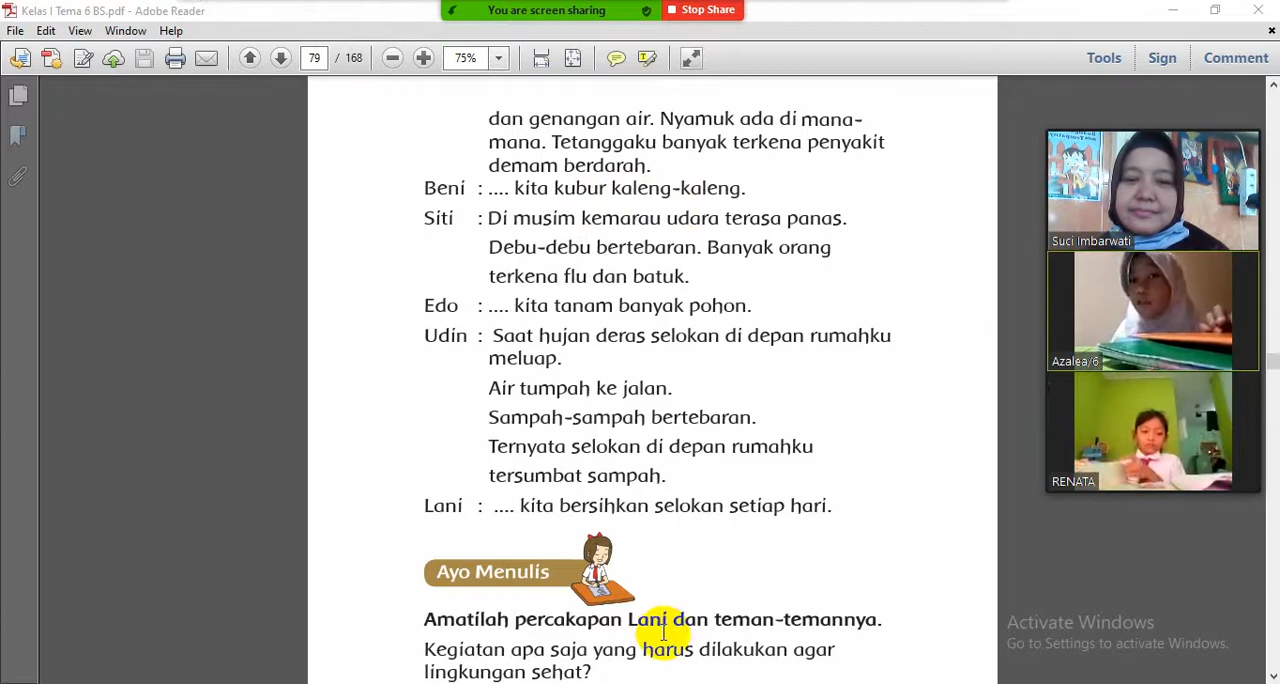 Kelas I Tema 6 BS.pdf - Adobe Reader
You are screen sharing
Stop Share
File Edit View Window Help
79 / 168
75%
Tools Sign Comment
dan genangan air. Nyamuk ada di mana-
mana. Tetanggaku banyak terkena penyakit
demam berdarah.
Beni : .... kita kubur kaleng-kaleng.
Siti : Di musim kemarau udara terasa panas.
Debu-debu bertebaran. Banyak orang
terkena flu dan batuk.
Edo : .... kita tanam banyak pohon.
Udin : Saat hujan deras selokan di depan rumahku
meluap.
Air tumpah ke jalan.
Sampah-sampah bertebaran.
Ternyata selokan di depan rumahku
tersumbat sampah.
Lani : .... kita bersihkan selokan setiap hari.
Ayo Menulis
Amatilah percakapan Lani dan teman-temannya.
Kegiatan apa saja yang harus dilakukan agar
lingkungan sehat?
Suci Imbarwati
Azalea/6
RENATA
Activate Windows
Go to Settings to activate Windows.